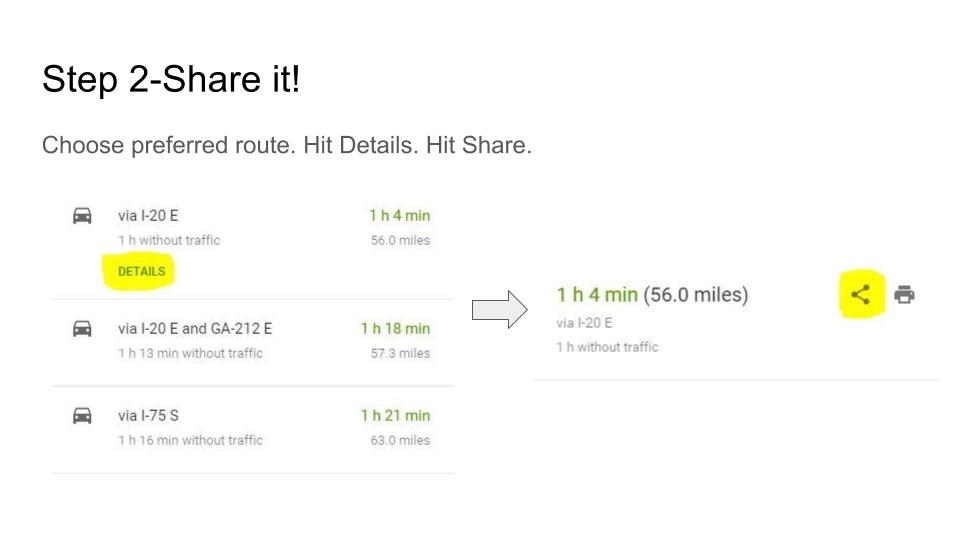 Step 2-Share it!
Choose preferred route. Hit Details. Hit Share.
via I-20 E 1 h 4 min
1 h without traffic 56.0 miles
DETAILS
via I-20 E and GA-212 E 1 h 18 min
1 h 13 min without traffic 57.3 miles
via I-75 S 1 h 21 min
1 h 16 min without traffic 63.0 miles
1 h 4 min (56.0 miles)
via I-20 E
1 h without traffic